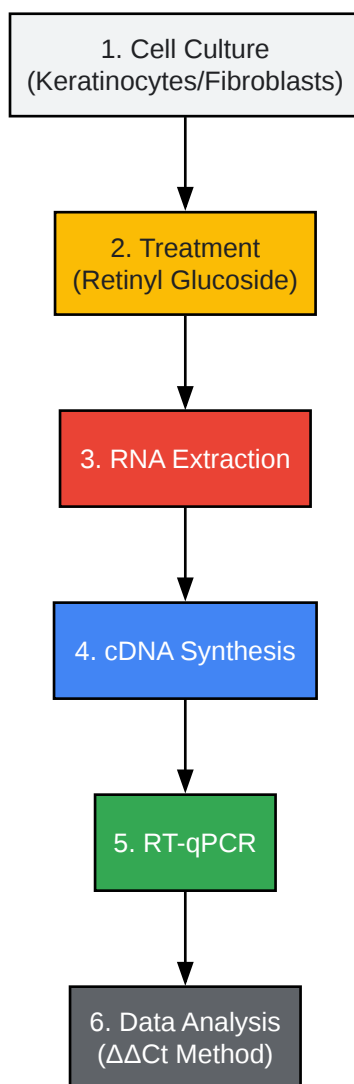 1. Cell Culture
(Keratinocytes/Fibroblasts)
2. Treatment
(Retinyl Glucoside)
3. RNA Extraction
4. cDNA Synthesis
5. RT-qPCR
6. Data Analysis
(ΔΔCt Method)